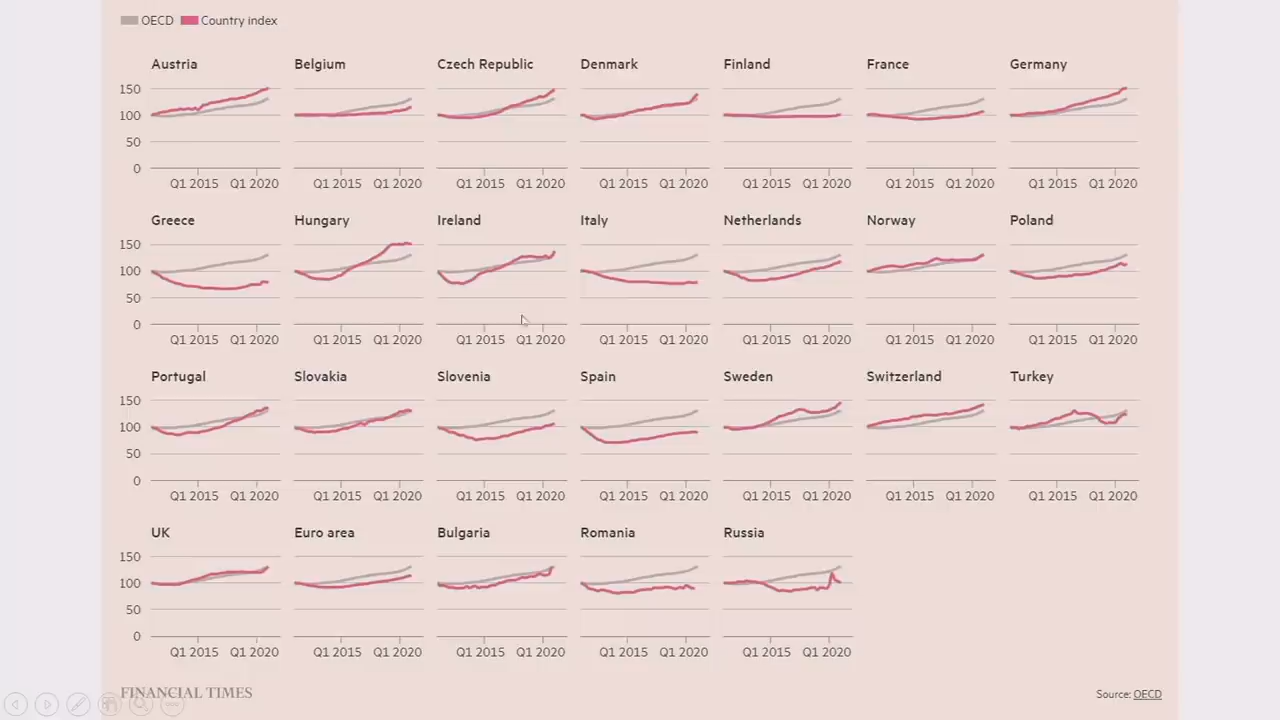 OECD Country index
Austria Belgium Czech Republic Denmark Finland France Germany
150
100
50
0
Q1 2015 Q1 2020 Q1 2015 Q1 2020 Q1 2015 Q1 2020 Q1 2015 Q1 2020 Q1 2015 Q1 2020 Q1 2015 Q1 2020 Q1 2015 Q1 2020
Greece Hungary Ireland Italy Netherlands Norway Poland
150
100
50
0
Q1 2015 Q1 2020 Q1 2015 Q1 2020 Q1 2015 Q1 2020 Q1 2015 Q1 2020 Q1 2015 Q1 2020 Q1 2015 Q1 2020 Q1 2015 Q1 2020
Portugal Slovakia Slovenia Spain Sweden Switzerland Turkey
150
100
50
0
Q1 2015 Q1 2020 Q1 2015 Q1 2020 Q1 2015 Q1 2020 Q1 2015 Q1 2020 Q1 2015 Q1 2020 Q1 2015 Q1 2020 Q1 2015 Q1 2020
UK Euro area Bulgaria Romania Russia
150
100
50
0
Q1 2015 Q1 2020 Q1 2015 Q1 2020 Q1 2015 Q1 2020 Q1 2015 Q1 2020 Q1 2015 Q1 2020
FINANCIAL TIMES Source: OECD